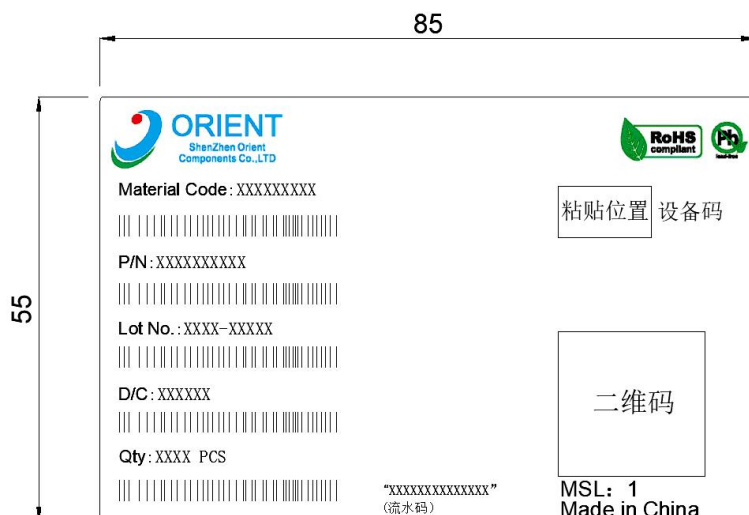 85
55
ORIENT
ShenZhen Orient
Components Co.,LTD
RoHS
compliant
Pb
lead-free
Material Code: XXXXXXXXX
粘贴位置 设备码
P/N: XXXXXXXXXX
Lot No.: XXXX-XXXXX
D/C: XXXXXX
二维码
Qty: XXXX PCS
“XXXXXXXXXXXXXX”
(流水码)
MSL: 1
Made in China